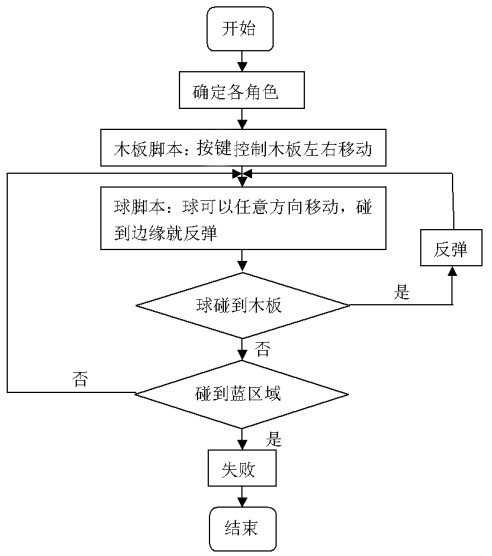 开始
确定各角色
木板脚本：按键控制木板左右移动
球脚本：球可以任意方向移动，碰
到边缘就反弹
反弹
球碰到木板
是
否
碰到蓝区域
否
是
失败
结束